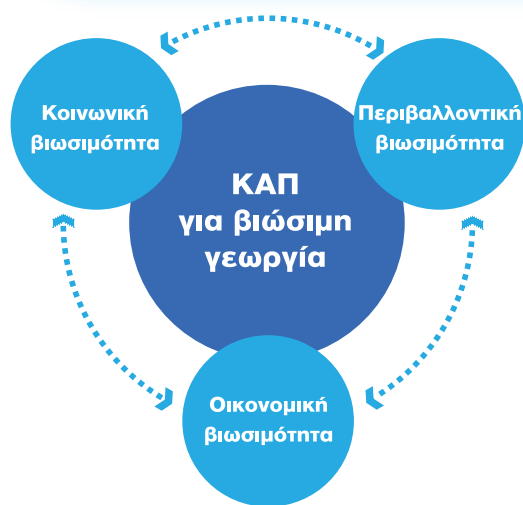 Κοινωνική
βιωσιμότητα
Περιβαλλοντική
βιωσιμότητα
ΚΑΠ
για βιώσιμη
γεωργία
Οικονομική
βιωσιμότητα